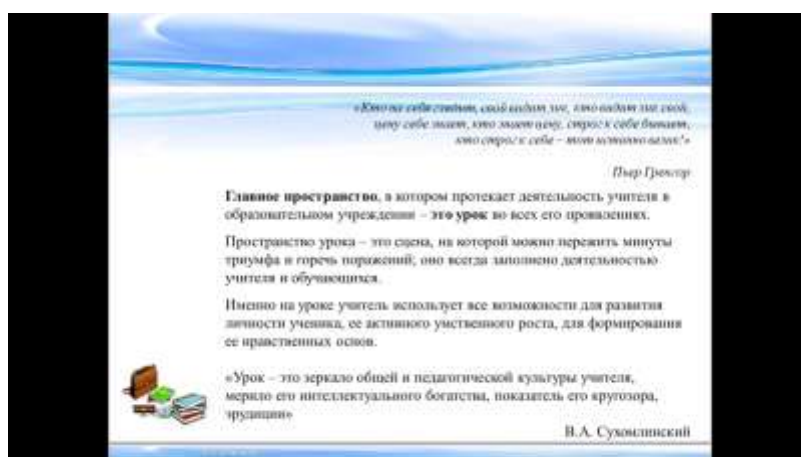 «Кто на себя глядит, свой видит лик, кто видит лик свой,
цену себе знает, кто знает цену, строг к себе бывает,
кто строг к себе – тот истинно велик!»
Пьер Гренгор
Главное пространство, в котором протекает деятельность учителя в
образовательном учреждении – это урок во всех его проявлениях.
Пространство урока – это сцена, на которой можно пережить минуты
триумфа и горечь поражений; оно всегда заполнено деятельностью
учителя и обучающихся.
Именно на уроке учитель использует все возможности для развития
личности ученика, ее активного умственного роста, для формирования
ее нравственных основ.
«Урок – это зеркало общей и педагогической культуры учителя,
мерило его интеллектуального богатства, показатель его кругозора,
эрудиции»
В.А. Сухомлинский